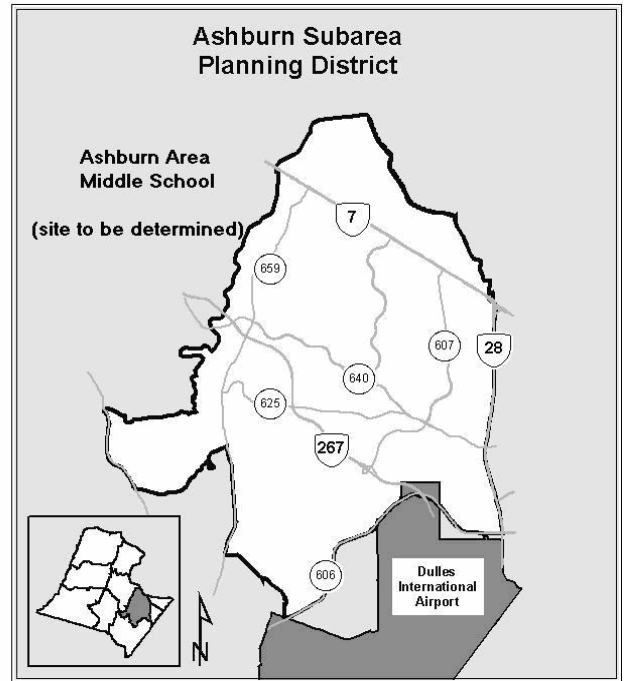 Ashburn Subarea
Planning District
Ashburn Area
Middle School
(site to be determined)
7
659
607
28
640
625
267
606
Dulles
International
Airport
N